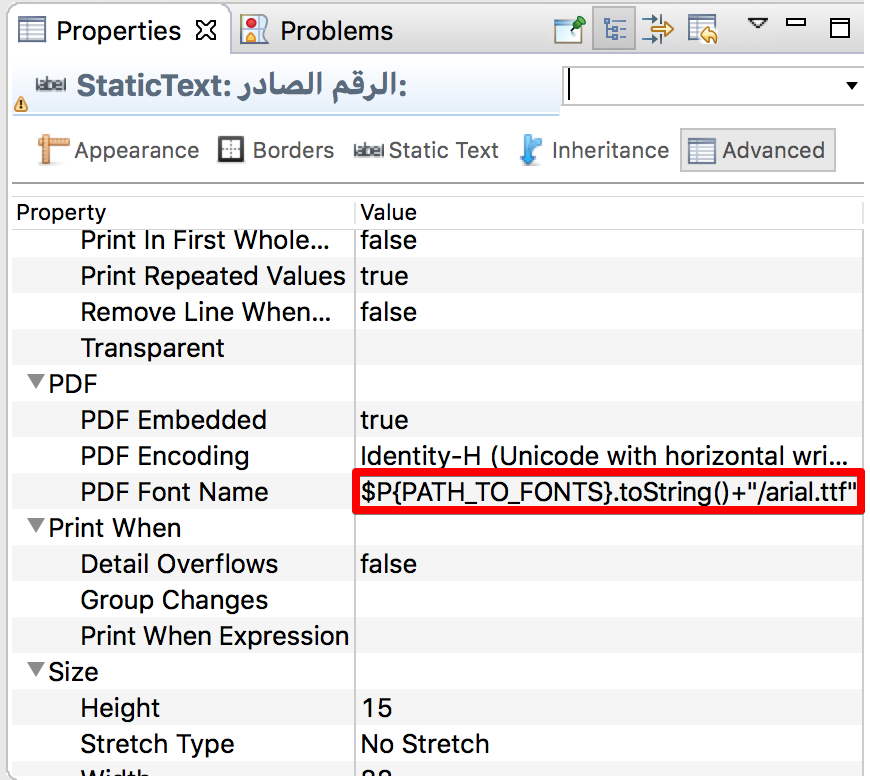 Properties Problems
StaticText: الرقم الصادر:
Appearance Borders label Static Text Inheritance Advanced
Property Value
Print In First Whole... false
Print Repeated Values true
Remove Line When... false
Transparent
PDF
PDF Embedded true
PDF Encoding Identity-H (Unicode with horizontal wri...
PDF Font Name $P{PATH_TO_FONTS}.toString()+"/arial.ttf"
Print When
Detail Overflows false
Group Changes
Print When Expression
Size
Height 15
Stretch Type No Stretch
Width